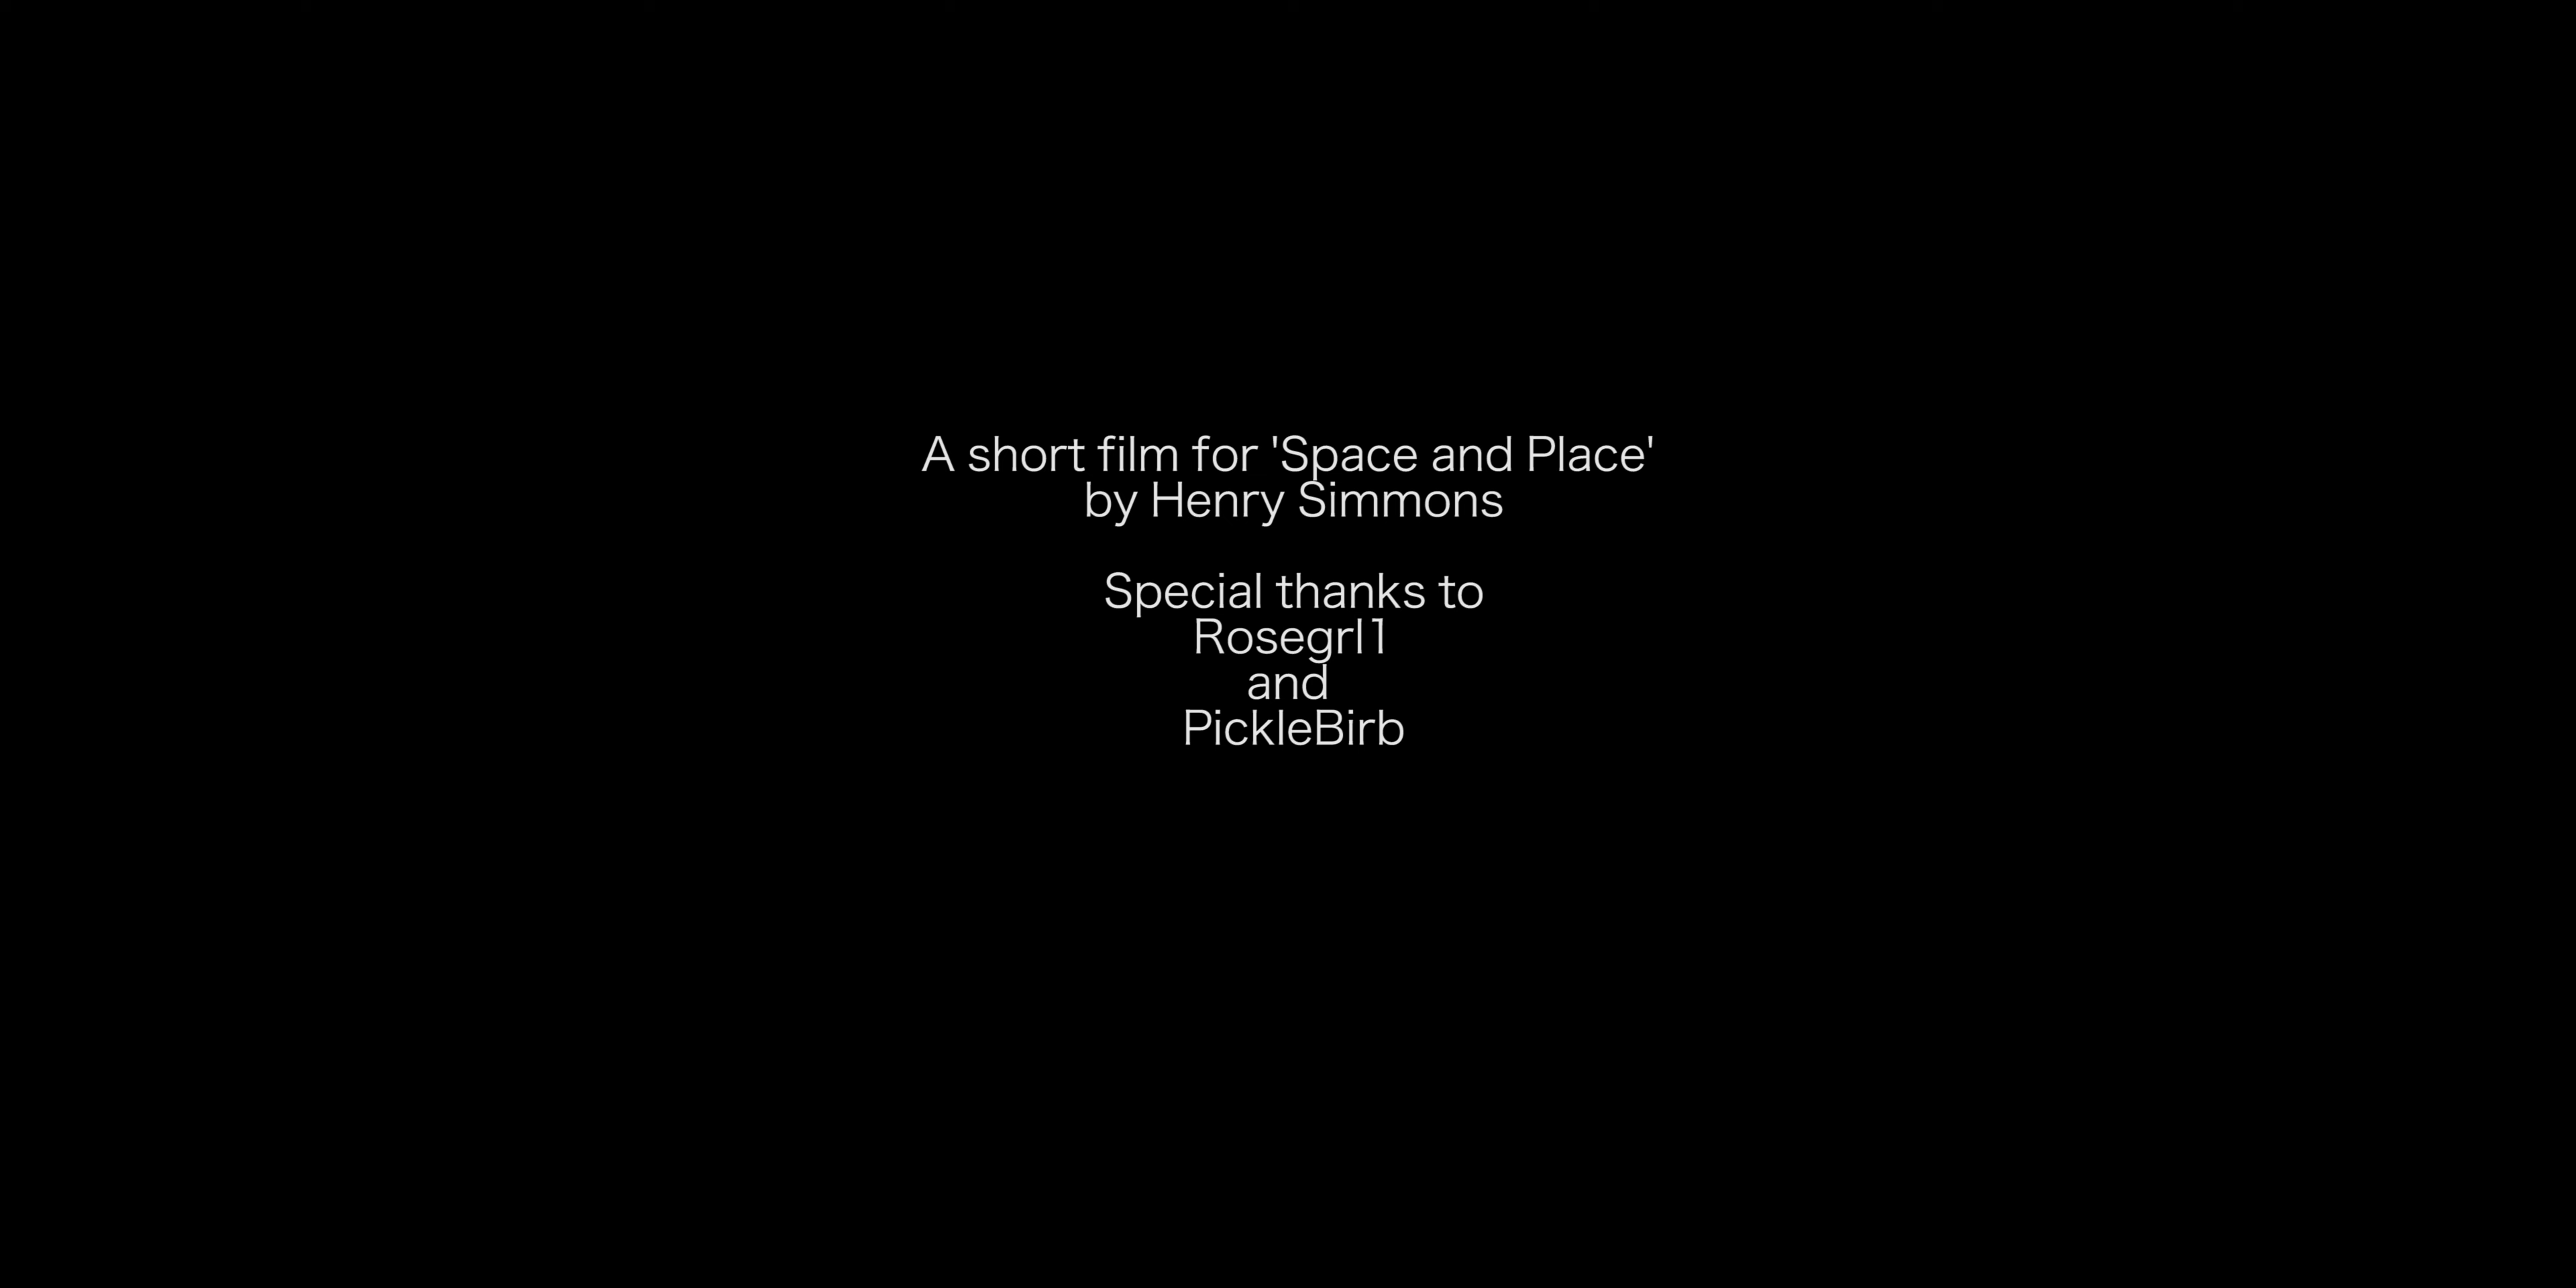 A short film for 'Space and Place'
by Henry Simmons
Special thanks to
Rosegrl1
and
PickleBirb